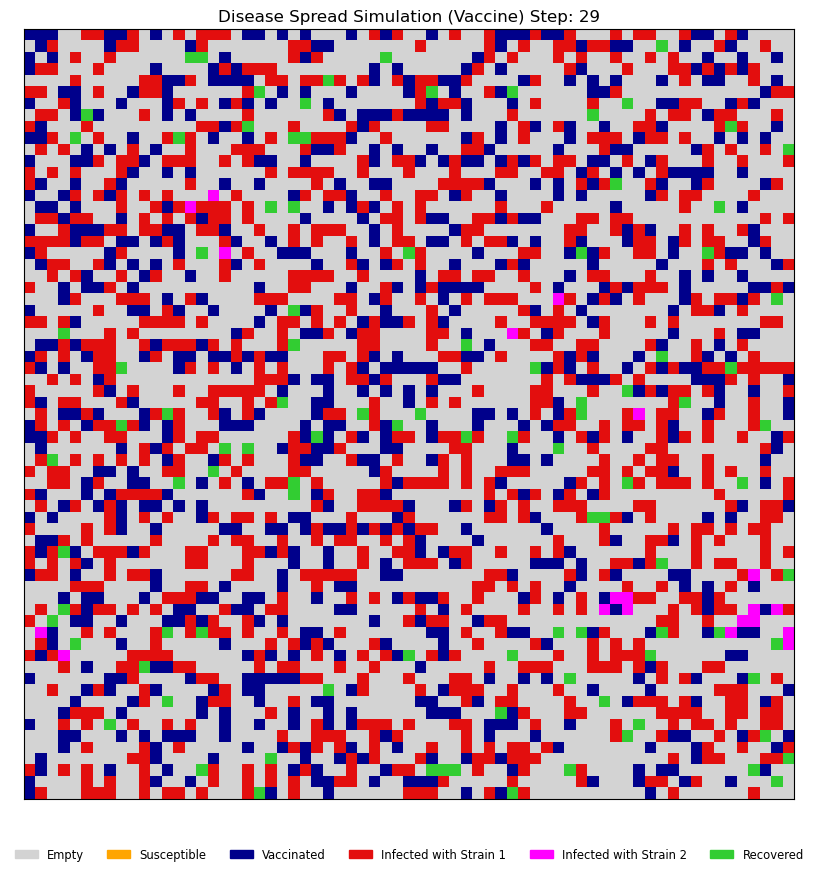 Disease Spread Simulation (Vaccine) Step: 29
Empty Susceptible Vaccinated Infected with Strain 1 Infected with Strain 2 Recovered